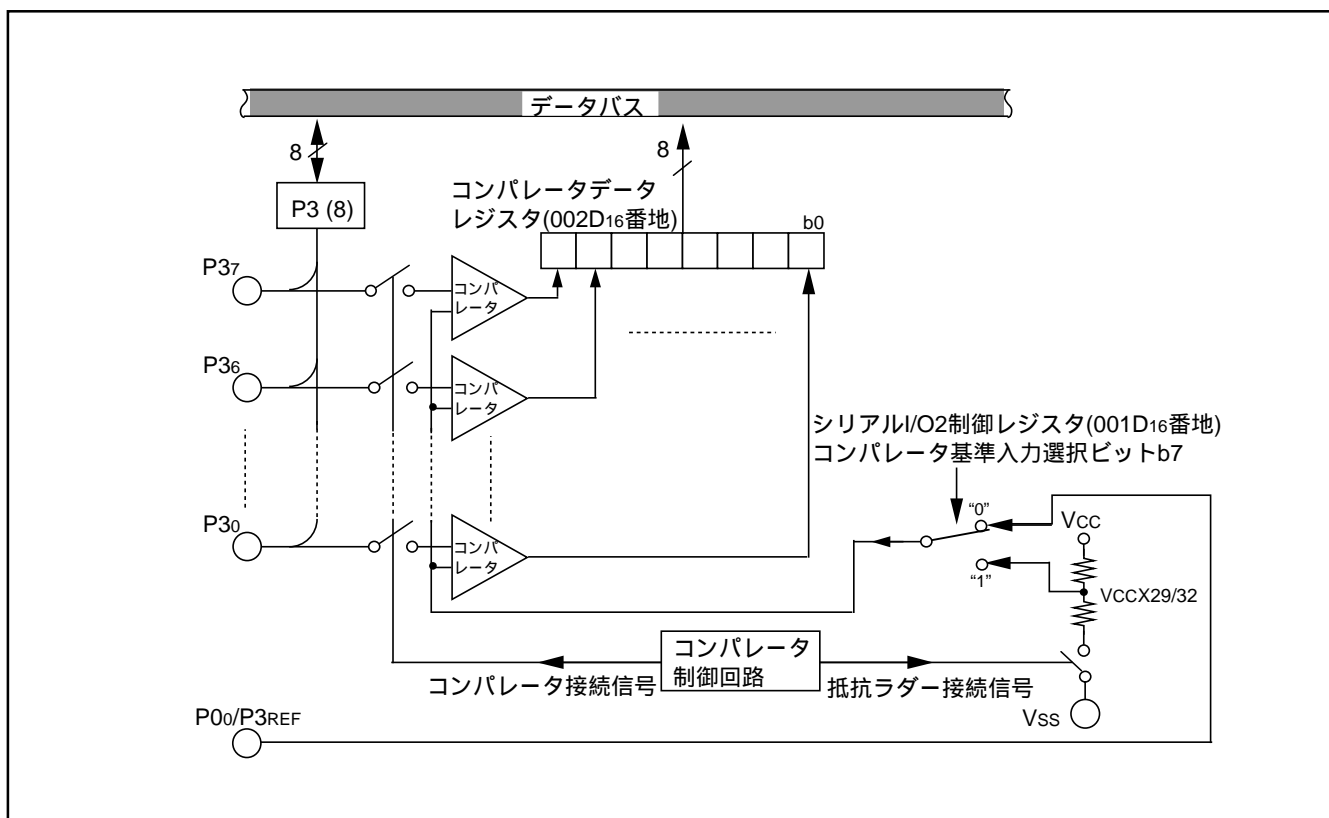 データバス
8
8
P3 (8)
コンパレータデータ
レジスタ(002D16番地)
b0
P37
コンパ
レータ
P36
コンパ
レータ
シリアルI/O2制御レジスタ(001D16番地)
コンパレータ基準入力選択ビットb7
P30
コンパ
レータ
“0”
VCC
“1”
VCCX29/32
コンパレータ
制御回路
コンパレータ接続信号
抵抗ラダー接続信号
VSS
P00/P3REF